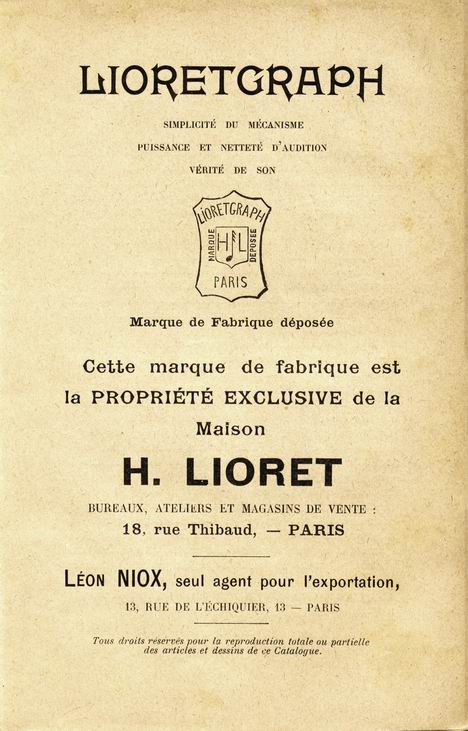 LIORETGRAPH
SIMPLICITÉ DU MÉCANISME
PUISSANCE ET NETTETÉ D'AUDITION
VÉRITÉ DE SON
LIORETGRAPH
MARQUE H L DEPOSÉE
PARIS
Marque de Fabrique déposée
Cette marque de fabrique est
la PROPRIÉTÉ EXCLUSIVE de la
Maison
H. LIORET
BUREAUX, ATELIERS ET MAGASINS DE VENTE :
18, rue Thibaud, — PARIS
LÉON NIOX, seul agent pour l'exportation,
13, RUE DE L'ÉCHIQUIER, 13 — PARIS
Tous droits réservés pour la reproduction totale ou partielle
des articles et dessins de ce Catalogue.